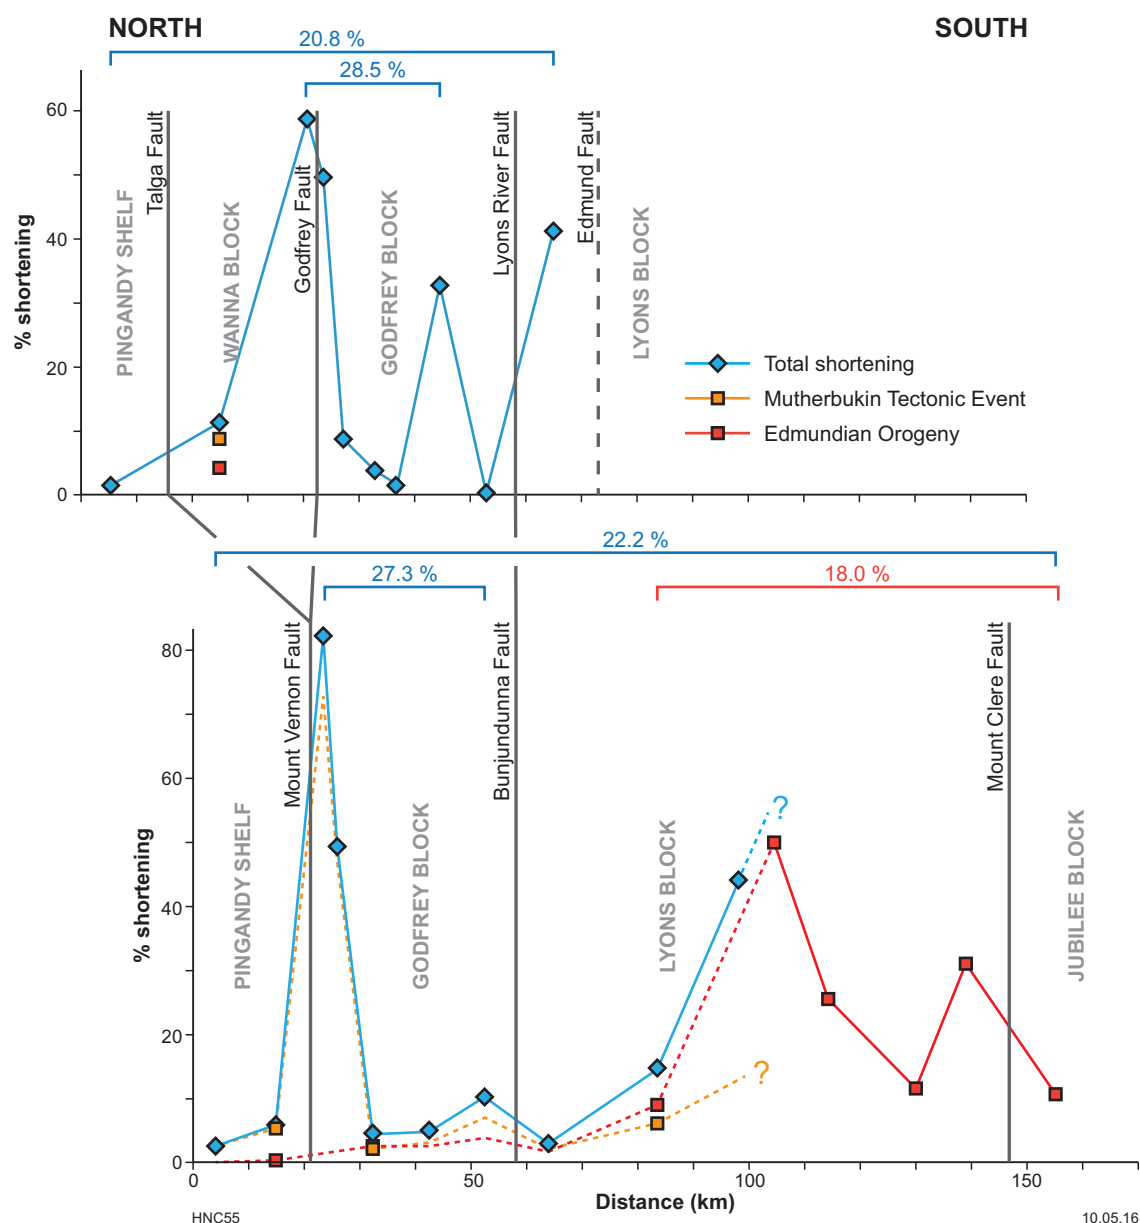 NORTH
SOUTH
20.8 %
28.5 %
60
40
20
0
% shortening
PINGANDY SHELF
Talga Fault
WANNA BLOCK
Godfrey Fault
GODFREY BLOCK
Lyons River Fault
Edmund Fault
LYONS BLOCK
Total shortening
Mutherbukin Tectonic Event
Edmundian Orogeny
22.2 %
27.3 %
18.0 %
80
60
40
20
0
% shortening
PINGANDY SHELF
Mount Vernon Fault
GODFREY BLOCK
Bunjundunna Fault
LYONS BLOCK
?
?
Mount Clere Fault
JUBILEE BLOCK
0
50
100
150
Distance (km)
HNC55
10.05.16